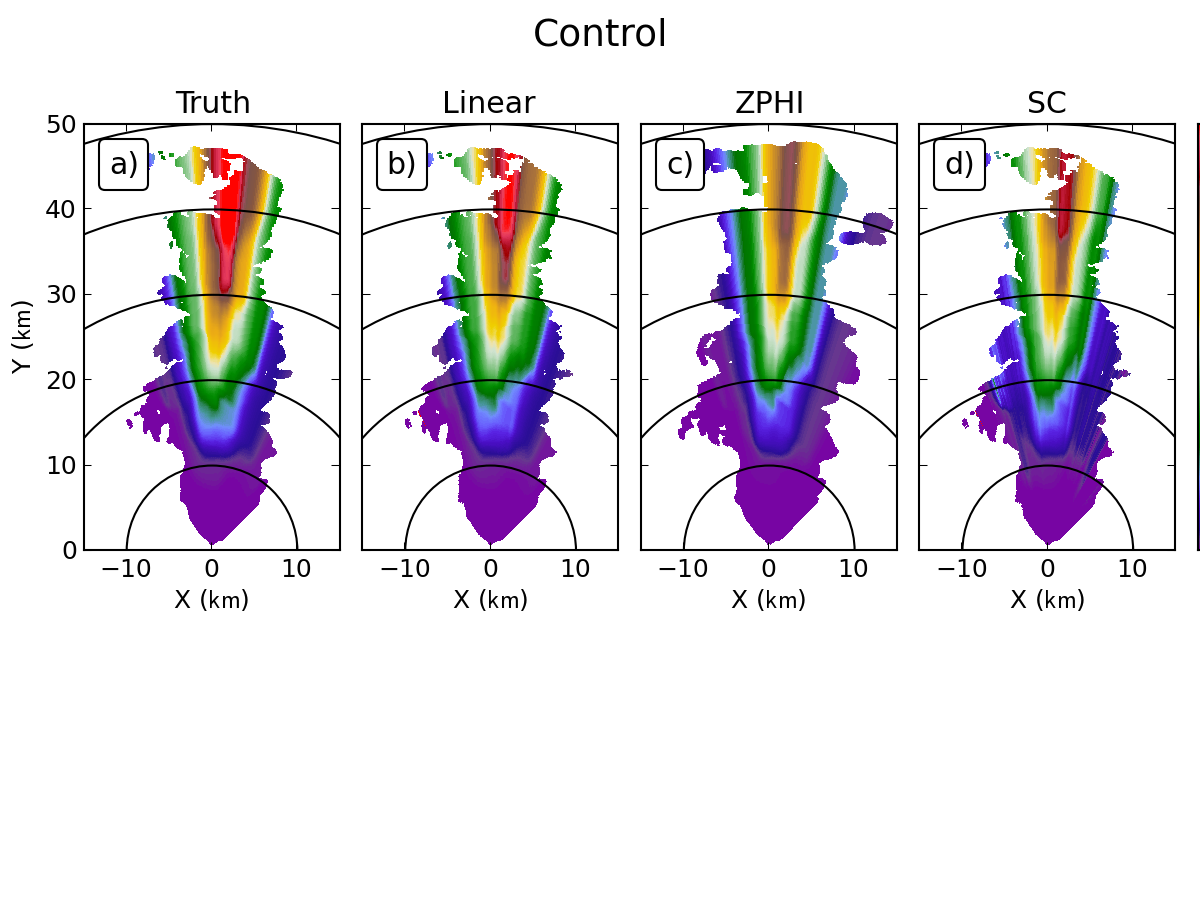 Control
Truth Linear ZPHI SC
a) b) c) d)
50
40
30
20
10
0
Y (km)
−10 0 10 −10 0 10 −10 0 10 −10 0 10
X (km) X (km) X (km) X (km)